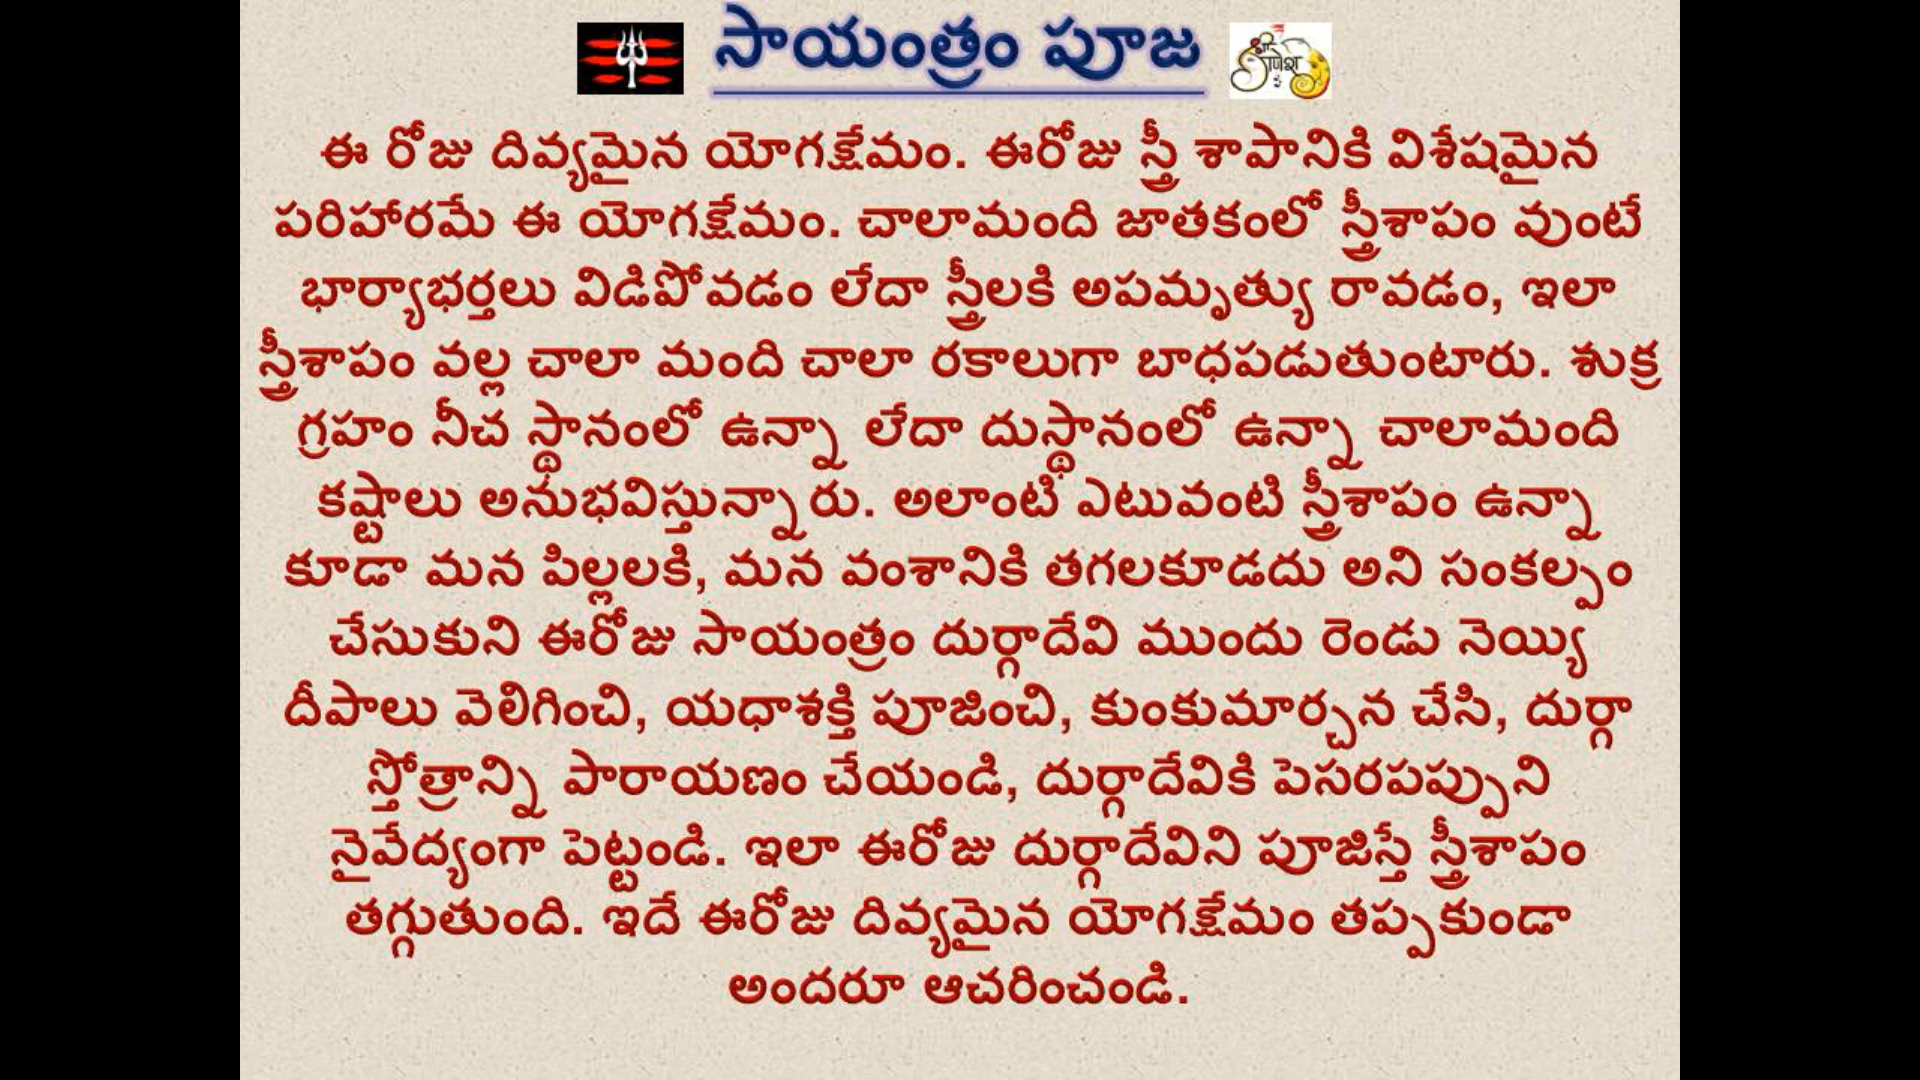 సాయంత్రం పూజ
ఈ రోజు దివ్యమైన యోగక్షేమం. ఈరోజు స్త్రీ శాపానికి విశేషమైన
పరిహారమే ఈ యోగక్షేమం. చాలామంది జాతకంలో స్త్రీశాపం వుంటే
భార్యాభర్తలు విడిపోవడం లేదా స్త్రీలకి అపమృత్యు రావడం, ఇలా
స్త్రీశాపం వల్ల చాలా మంది చాలా రకాలుగా బాధపడుతుంటారు. శుక్ర
గ్రహం నీచ స్థానంలో ఉన్నా లేదా దుస్థానంలో ఉన్నా చాలామంది
కష్టాలు అనుభవిస్తున్నారు. అలాంటి ఎటువంటి స్త్రీశాపం ఉన్నా
కూడా మన పిల్లలకి, మన వంశానికి తగలకూడదు అని సంకల్పం
చేసుకుని ఈరోజు సాయంత్రం దుర్గాదేవి ముందు రెండు నెయ్యి
దీపాలు వెలిగించి, యధాశక్తి పూజించి, కుంకుమార్చన చేసి, దుర్గా
స్తోత్రాన్ని పారాయణం చేయండి, దుర్గాదేవికి పెసరపప్పుని
నైవేద్యంగా పెట్టండి. ఇలా ఈరోజు దుర్గాదేవిని పూజిస్తే స్త్రీశాపం
తగ్గుతుంది. ఇదే ఈరోజు దివ్యమైన యోగక్షేమం తప్పకుండా
అందరూ ఆచరించండి.